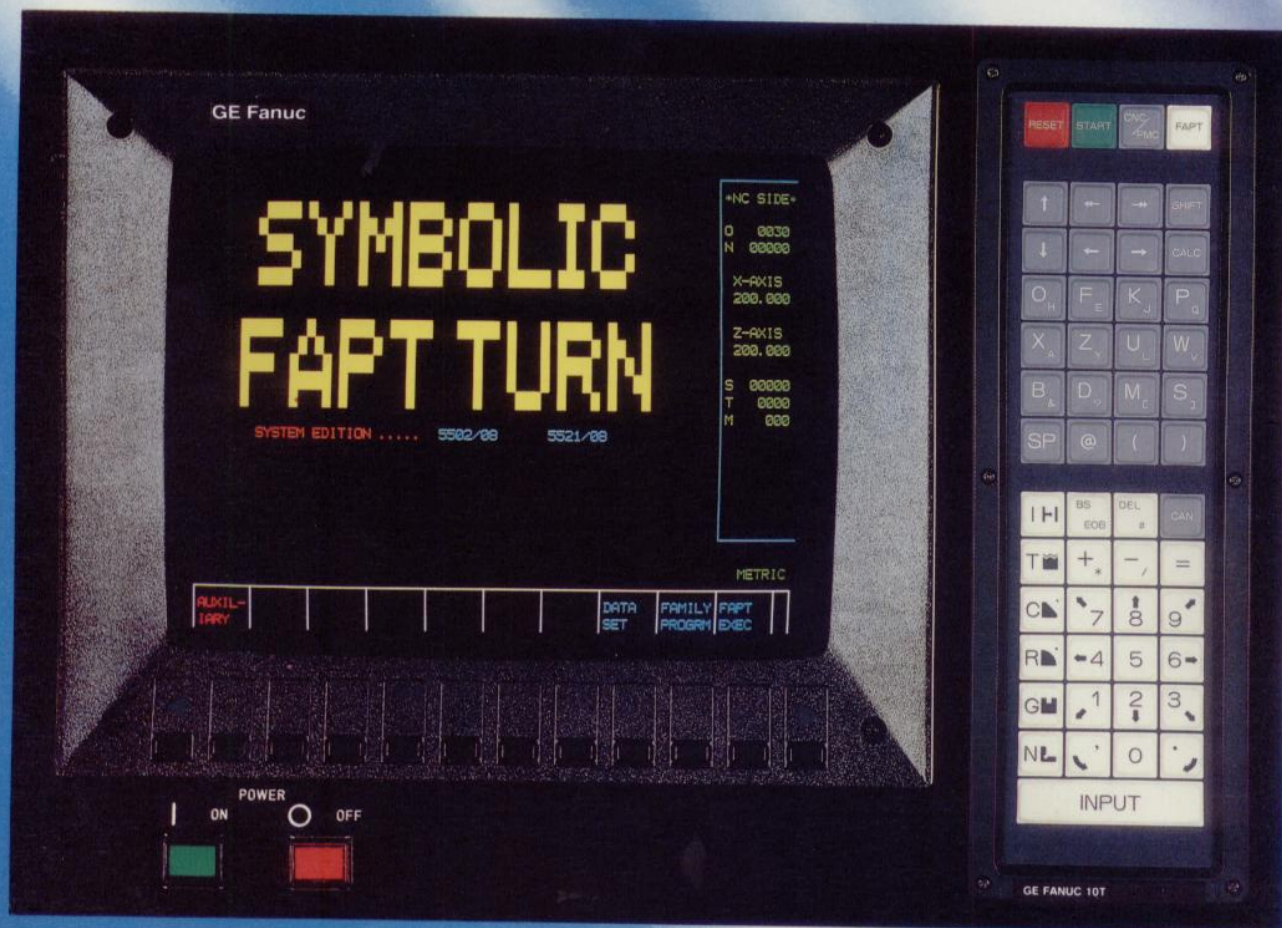 GE Fanuc
SYMBOLIC
FAPT TURN
SYSTEM EDITION ..... 5502/08 5521/08
*NC SIDE*
O 0030
N 00000
X-AXIS
200.000
Z-AXIS
200.000
S 00000
T 0000
M 000
METRIC
AUXIL-
IARY
DATA
SET
FAMILY
PROGRM
FAPT
EXEC
POWER
| ON O OFF
RESET START CNC/PMC FAPT
↑ ↞ ↠ SHIFT
↓ ← → CALC
O H F E K J P Q
X A Z Y U L W V
B & D M [ S ]
SP @ ( )
BS EOB DEL # CAN
T + * - / =
C 7 8 9
R 4 5 6
G 1 2 3
N 0
INPUT
GE FANUC 10T